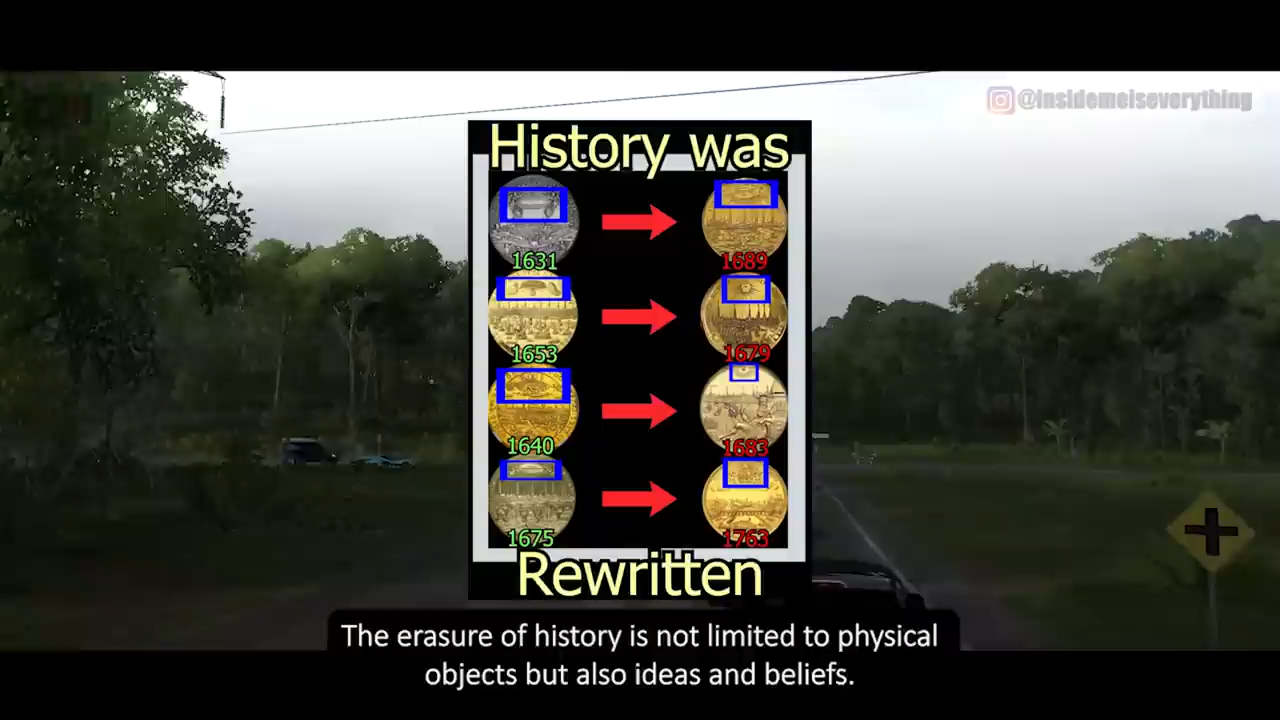 @insidemeiseverything
History was
1631
1689
1653
1679
1640
1683
1675
1763
Rewritten
The erasure of history is not limited to physical
objects but also ideas and beliefs.